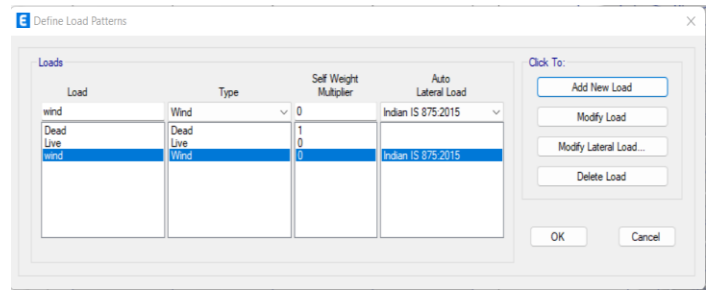 E Define Load Patterns
Loads
Click To:
Load Type Self Weight Multiplier Auto Lateral Load
wind Wind 0 Indian IS 875:2015
Dead Dead 1
Live Live 0
wind Wind 0 Indian IS 875:2015
Add New Load
Modify Load
Modify Lateral Load...
Delete Load
OK Cancel